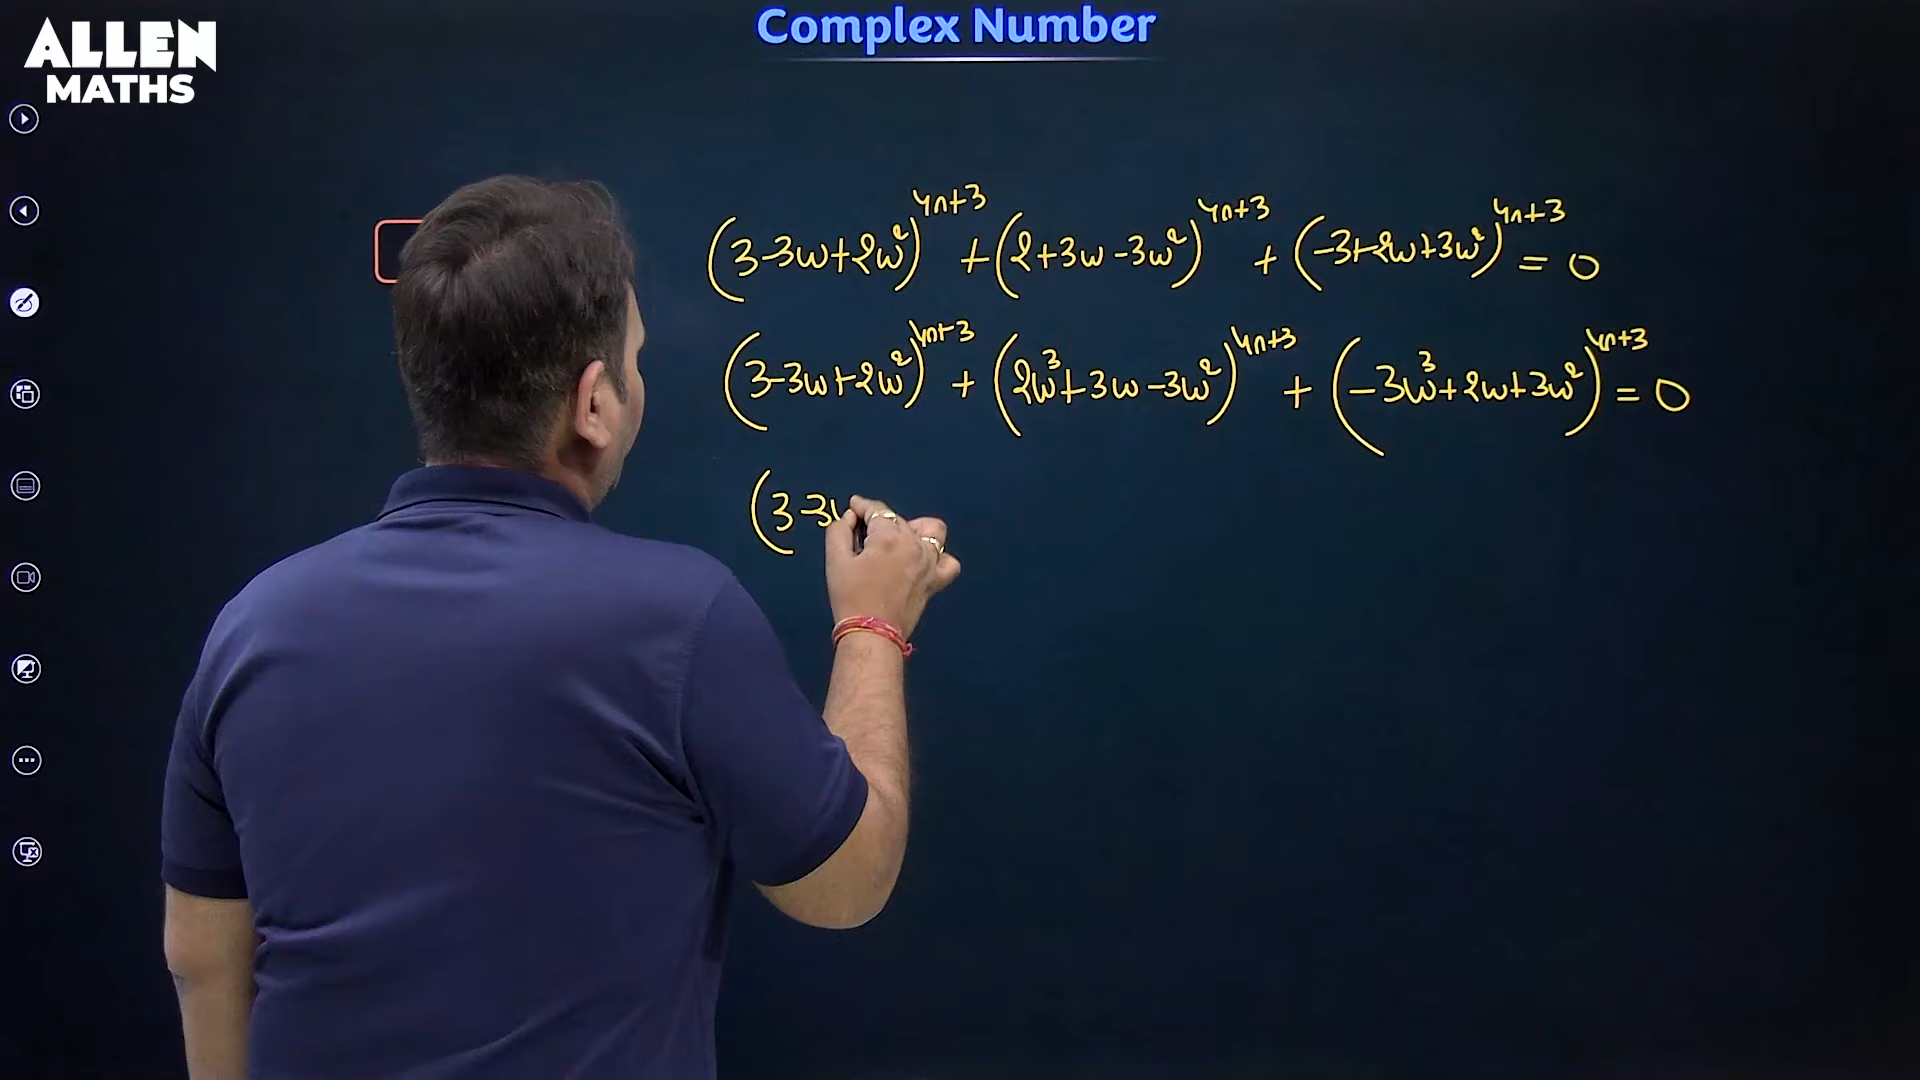 ALLEN
MATHS
Complex Number
(3-3ω+2ω²)⁴ⁿ⁺³ + (2+3ω-3ω²)⁴ⁿ⁺³ + (-3+2ω+3ω²)⁴ⁿ⁺³ = 0
(3-3ω+2ω²)⁴ⁿ⁺³ + (2ω³+3ω-3ω²)⁴ⁿ⁺³ + (-3ω³+2ω+3ω²)⁴ⁿ⁺³ = 0
(3-3